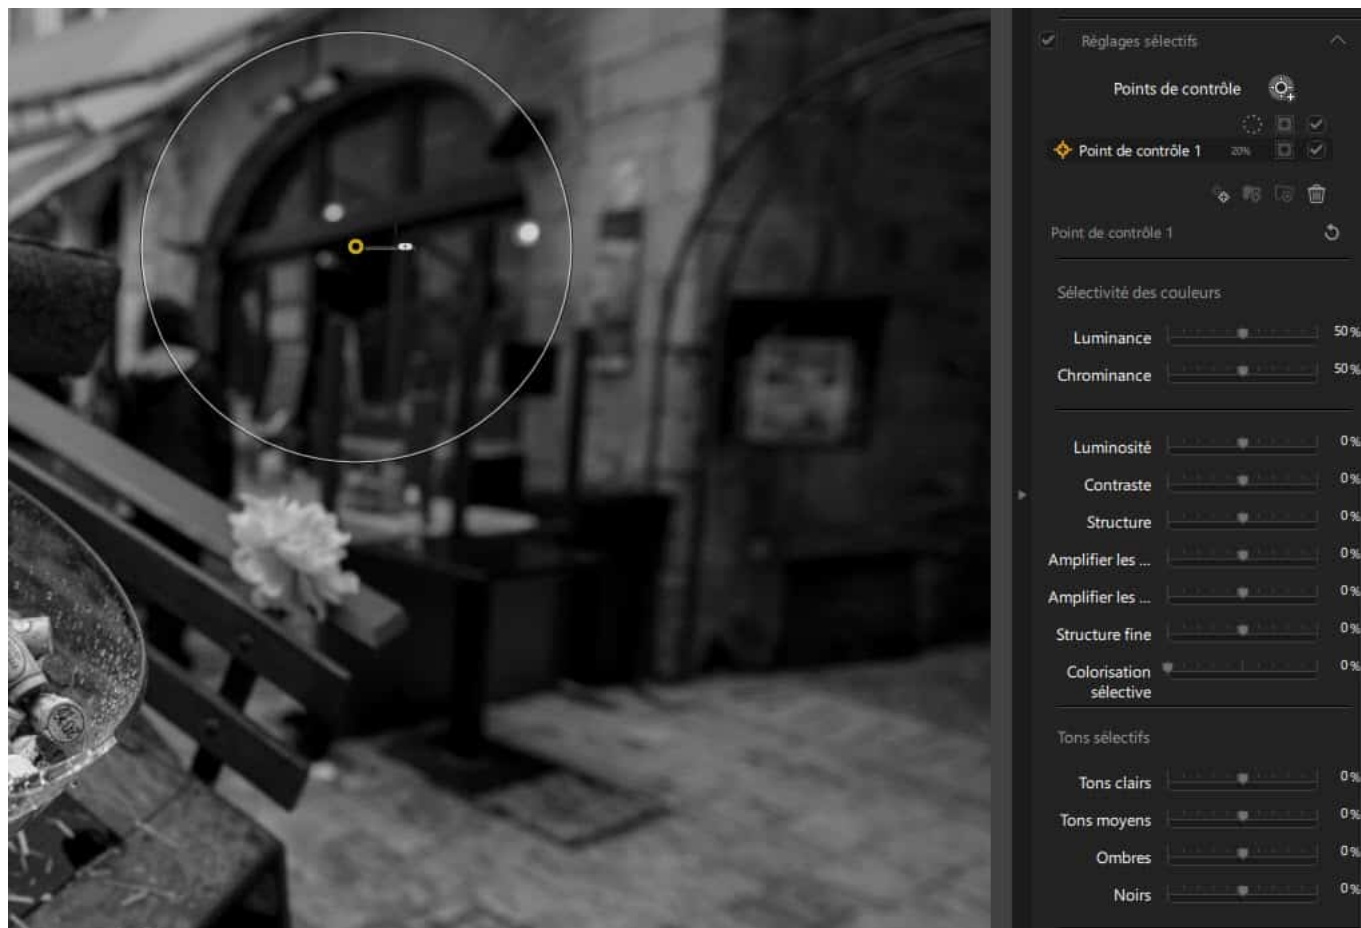 Réglages sélectifs
Points de contrôle
Point de contrôle 1 20%
Point de contrôle 1
Sélectivité des couleurs
Luminance 50%
Chrominance 50%
Luminosité 0%
Contraste 0%
Structure 0%
Amplifier les ... 0%
Amplifier les ... 0%
Structure fine 0%
Colorisation 0%
sélective
Tons sélectifs
Tons clairs 0%
Tons moyens 0%
Ombres 0%
Noirs 0%